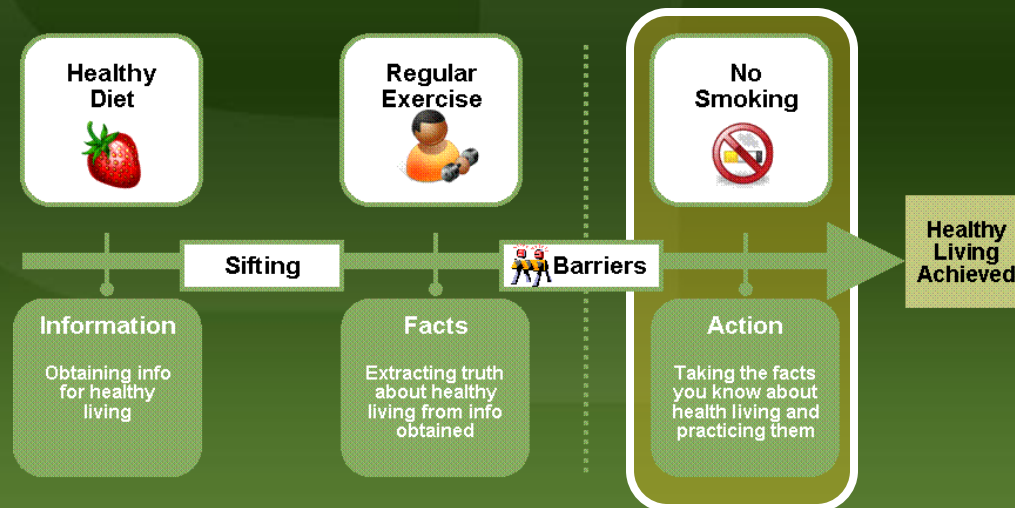 Healthy
Diet
Regular
Exercise
No
Smoking
Sifting
Barriers
Healthy
Living
Achieved
Information
Obtaining info
for healthy
living
Facts
Extracting truth
about healthy
living from info
obtained
Action
Taking the facts
you know about
health living and
practicing them